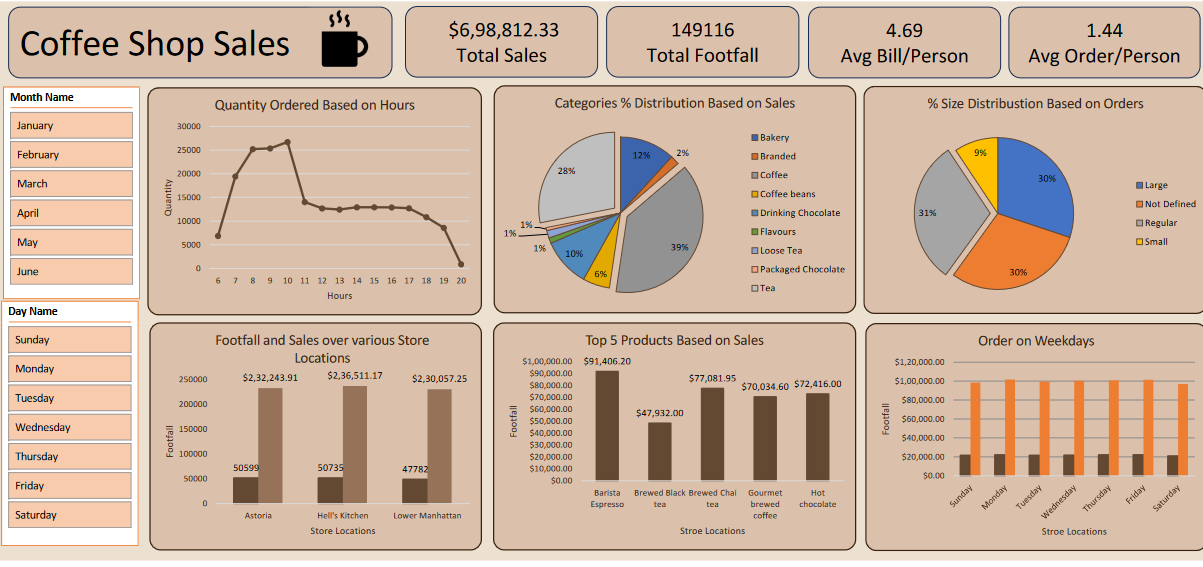 Coffee Shop Sales
$6,98,812.33
Total Sales
149116
Total Footfall
4.69
Avg Bill/Person
1.44
Avg Order/Person
Month Name
January
February
March
April
May
June
Day Name
Sunday
Monday
Tuesday
Wednesday
Thursday
Friday
Saturday
Quantity Ordered Based on Hours
30000
25000
20000
15000
10000
5000
0
Quantity
6 7 8 9 10 11 12 13 14 15 16 17 18 19 20
Hours
Categories % Distribution Based on Sales
12%
2%
39%
6%
10%
1%
1%
1%
28%
Bakery
Branded
Coffee
Coffee beans
Drinking Chocolate
Flavours
Loose Tea
Packaged Chocolate
Tea
% Size Distribustion Based on Orders
30%
30%
31%
9%
Large
Not Defined
Regular
Small
Footfall and Sales over various Store
Locations
250000
200000
150000
100000
50000
0
Footfall
$2,32,243.91
$2,36,511.17
$2,30,057.25
50599
50735
47782
Astoria
Hell's Kitchen
Lower Manhattan
Store Locations
Top 5 Products Based on Sales
$1,00,000.00
$90,000.00
$80,000.00
$70,000.00
$60,000.00
$50,000.00
$40,000.00
$30,000.00
$20,000.00
$10,000.00
$0.00
Footfall
$91,406.20
$47,932.00
$77,081.95
$70,034.60
$72,416.00
Barista
Espresso
Brewed Black
tea
Brewed Chai
tea
Gourmet
brewed
coffee
Hot
chocolate
Store Locations
Order on Weekdays
$1,20,000.00
$1,00,000.00
$80,000.00
$60,000.00
$40,000.00
$20,000.00
$0.00
Footfall
Sunday
Monday
Tuesday
Wednesday
Thursday
Friday
Saturday
Stroe Locations